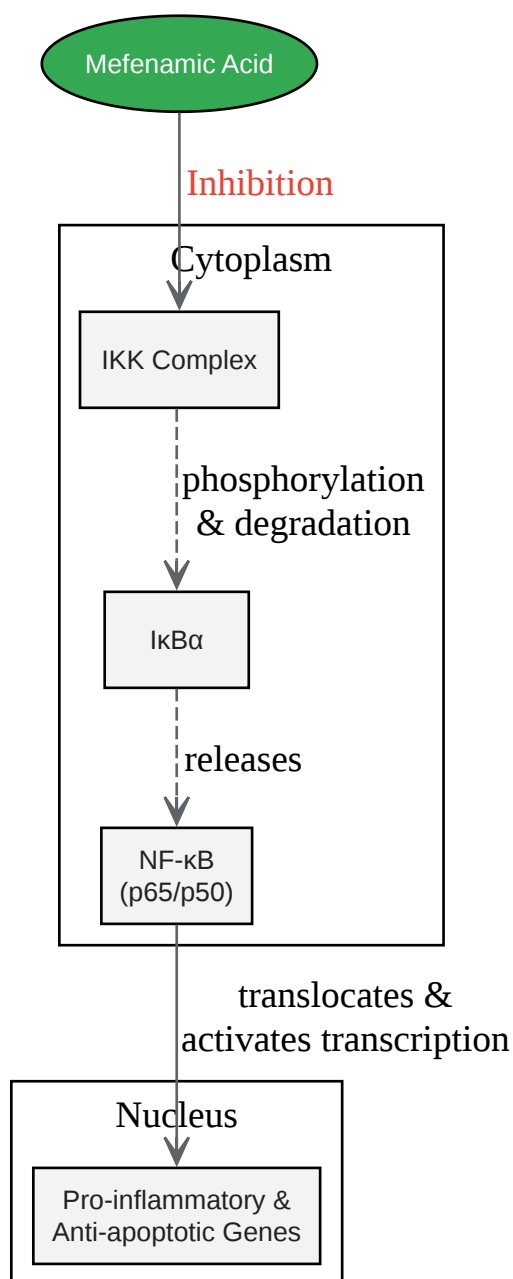 Mefenamic Acid
Inhibition
Cytoplasm
IKK Complex
phosphorylation
& degradation
IκBα
releases
NF-κB
(p65/p50)
translocates &
activates transcription
Nucleus
Pro-inflammatory &
Anti-apoptotic Genes